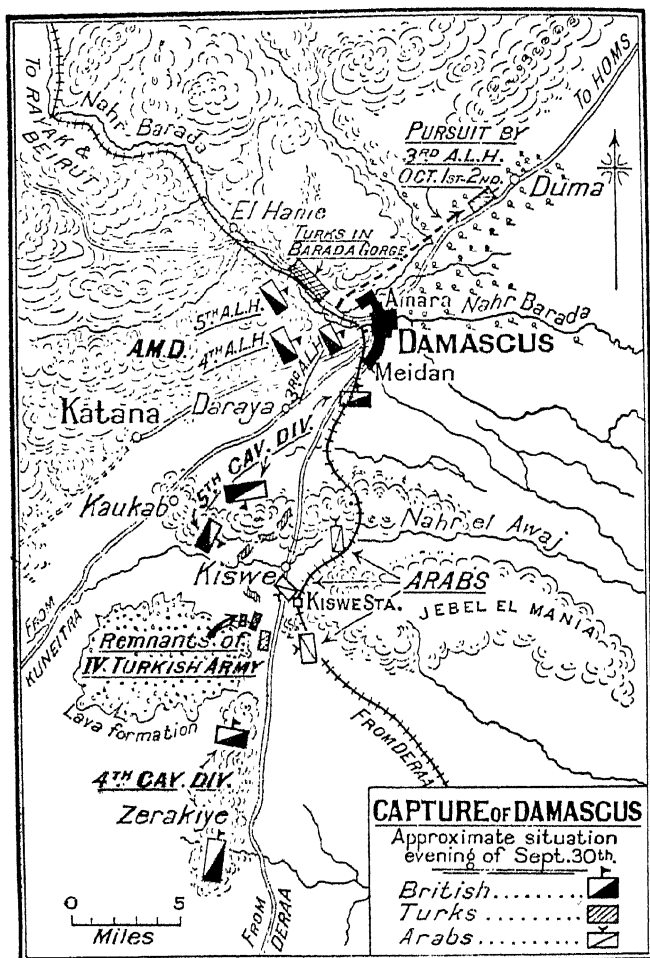 TO RAYAK &
BEIRUT
Nahr Barada
TO HOMS
PURSUIT BY
3RD A.L.H.
OCT. 1ST-2ND.
Duma
El Hame
TURKS IN
BARADA GORGE
5TH A.L.H.
A.M.D.
4TH A.L.H.
3RD A.L.H.
Amara
Nahr Barada
DAMASCUS
Meidan
Katana
Daraya
5TH CAV. DIV.
Kaukab
Nahr el Awaj
Kiswe
ARABS
KISWE STA.
JEBEL EL MANIA
FROM
KUNEITRA
Remnants of
IV. TURKISH ARMY
Lava formation
FROM DERAA
4TH CAV. DIV.
Zerakiye
FROM
DERAA
0 5
Miles
CAPTURE OF DAMASCUS
Approximate situation
evening of Sept. 30th.
British.......
Turks ........
Arabs ........